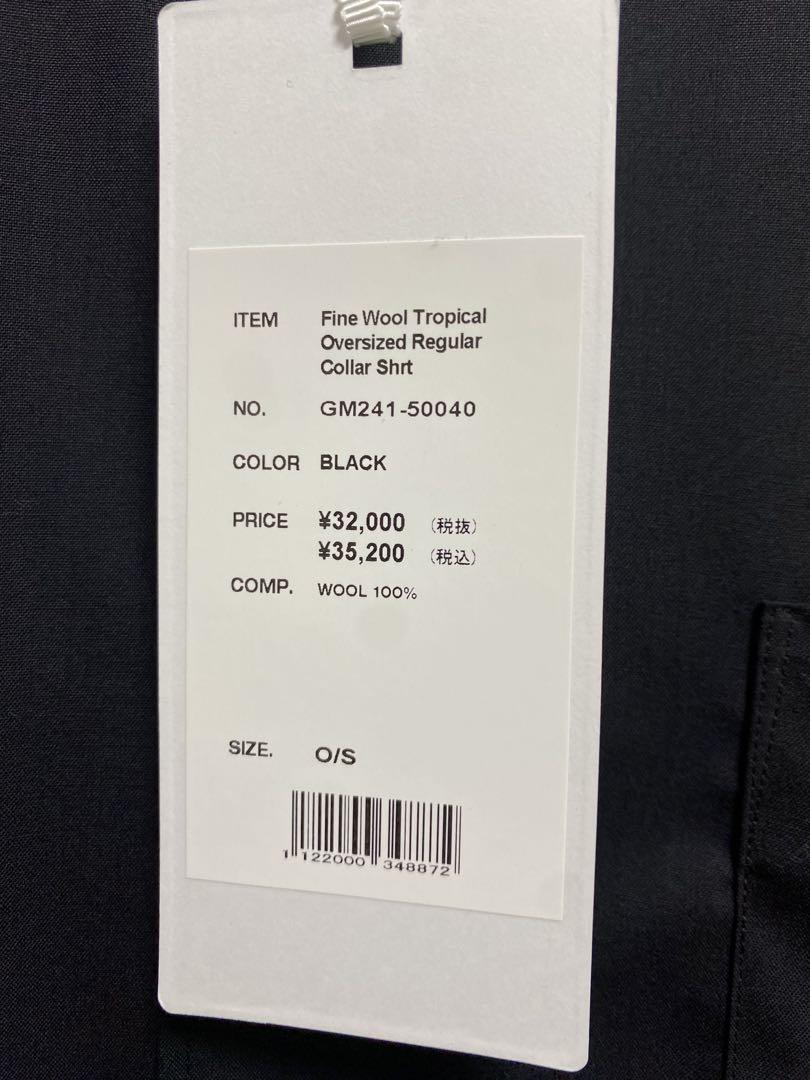 ITEM Fine Wool Tropical
Oversized Regular
Collar Shrt
NO. GM241-50040
COLOR BLACK
PRICE ¥32,000 (税抜)
¥35,200 (税込)
COMP. WOOL 100%
SIZE. O/S
1 122000 348872